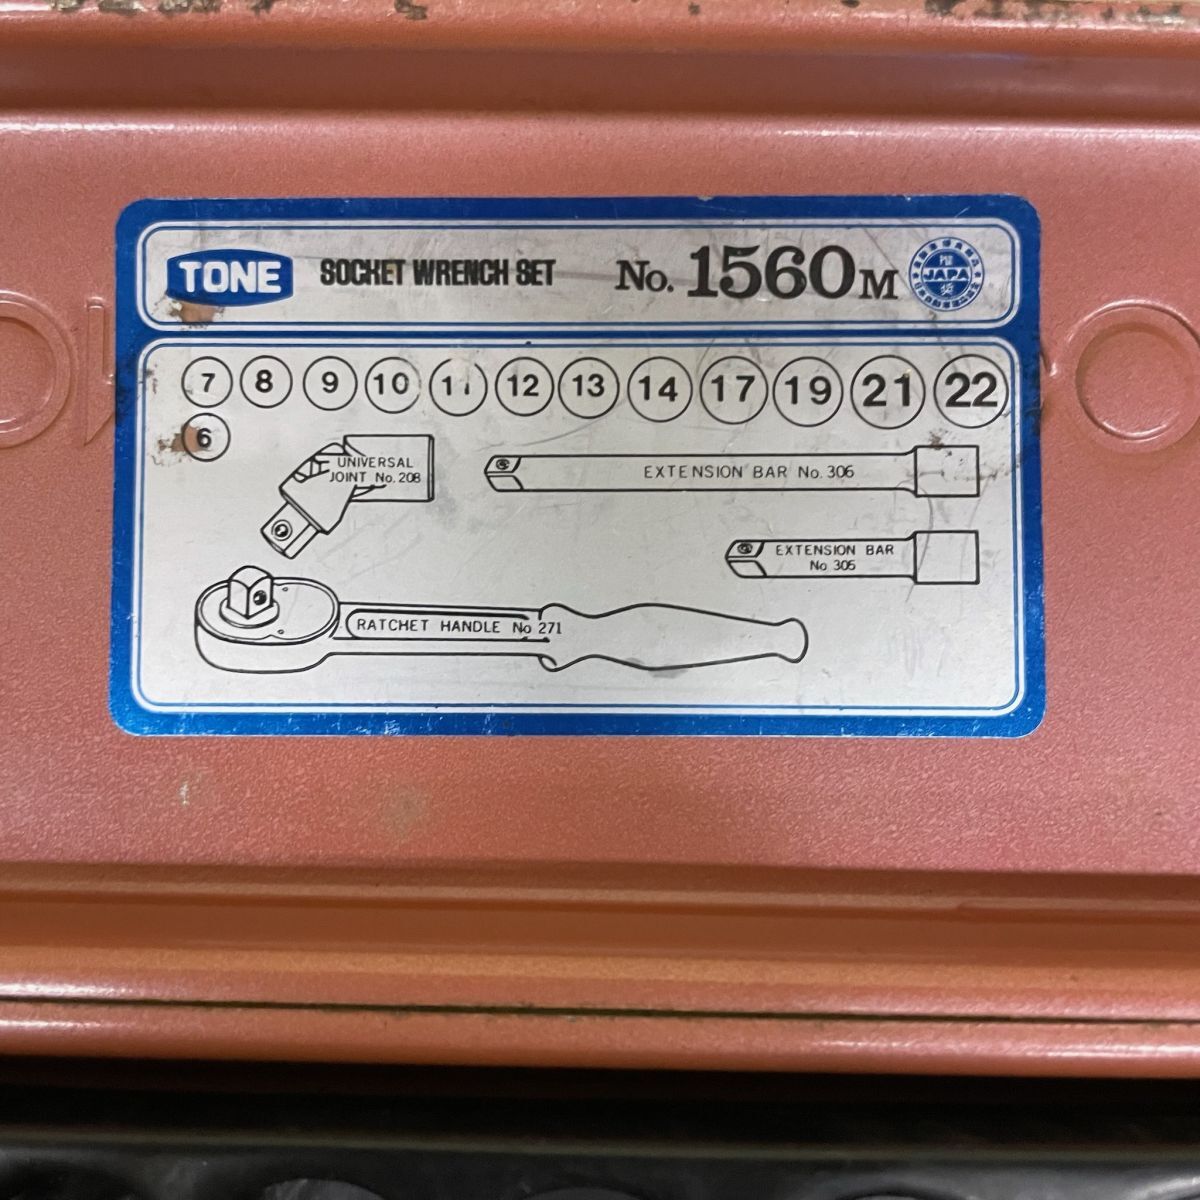 TONE SOCKET WRENCH SET No. 1560M JAPA
7 8 9 10 11 12 13 14 17 19 21 22
6
UNIVERSAL
JOINT No. 208
EXTENSION BAR No. 306
EXTENSION BAR
No 305
RATCHET HANDLE No 271